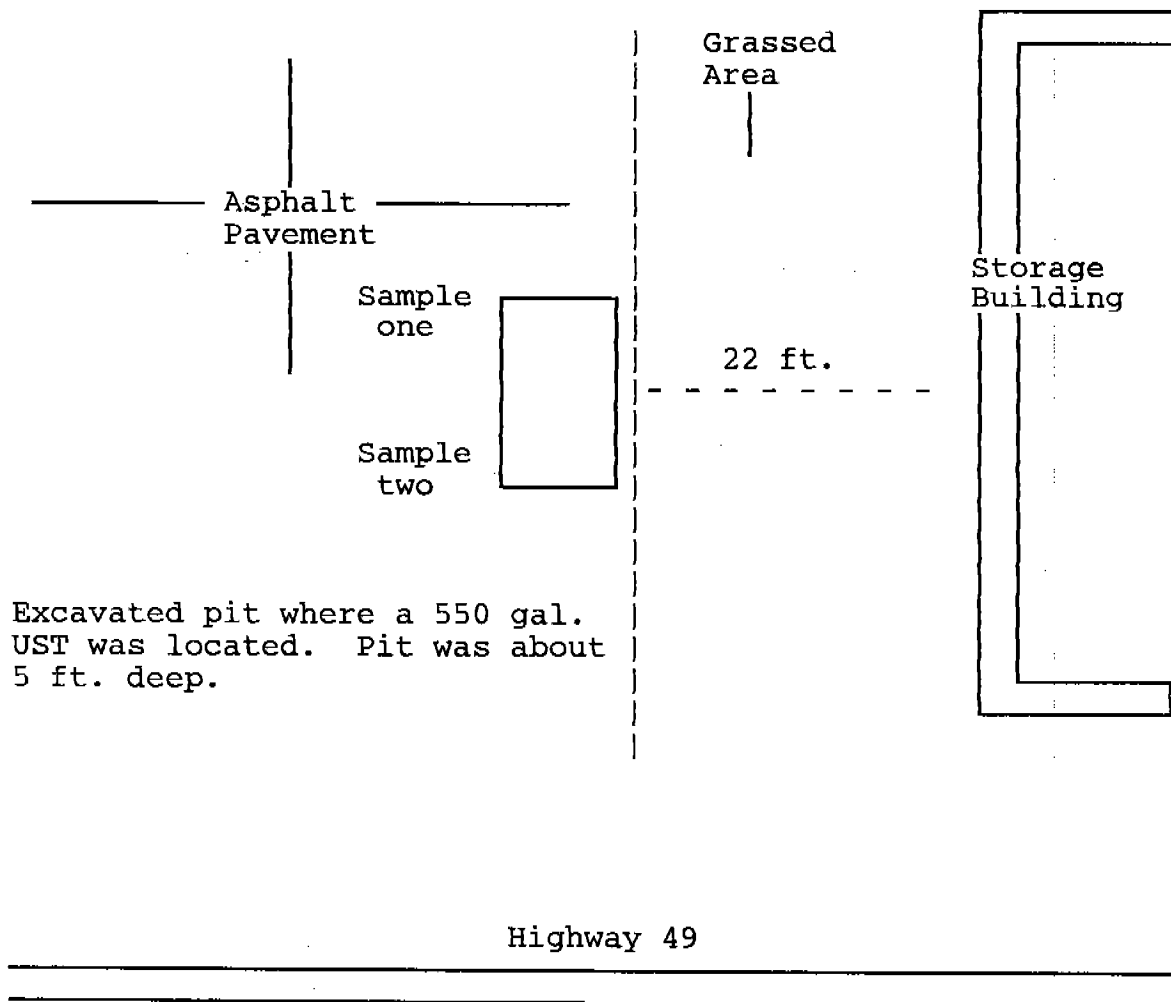 Grassed
Area
Asphalt
Pavement
Storage
Building
Sample
one
22 ft.
Sample
two
Excavated pit where a 550 gal.
UST was located.  Pit was about
5 ft. deep.
Highway 49